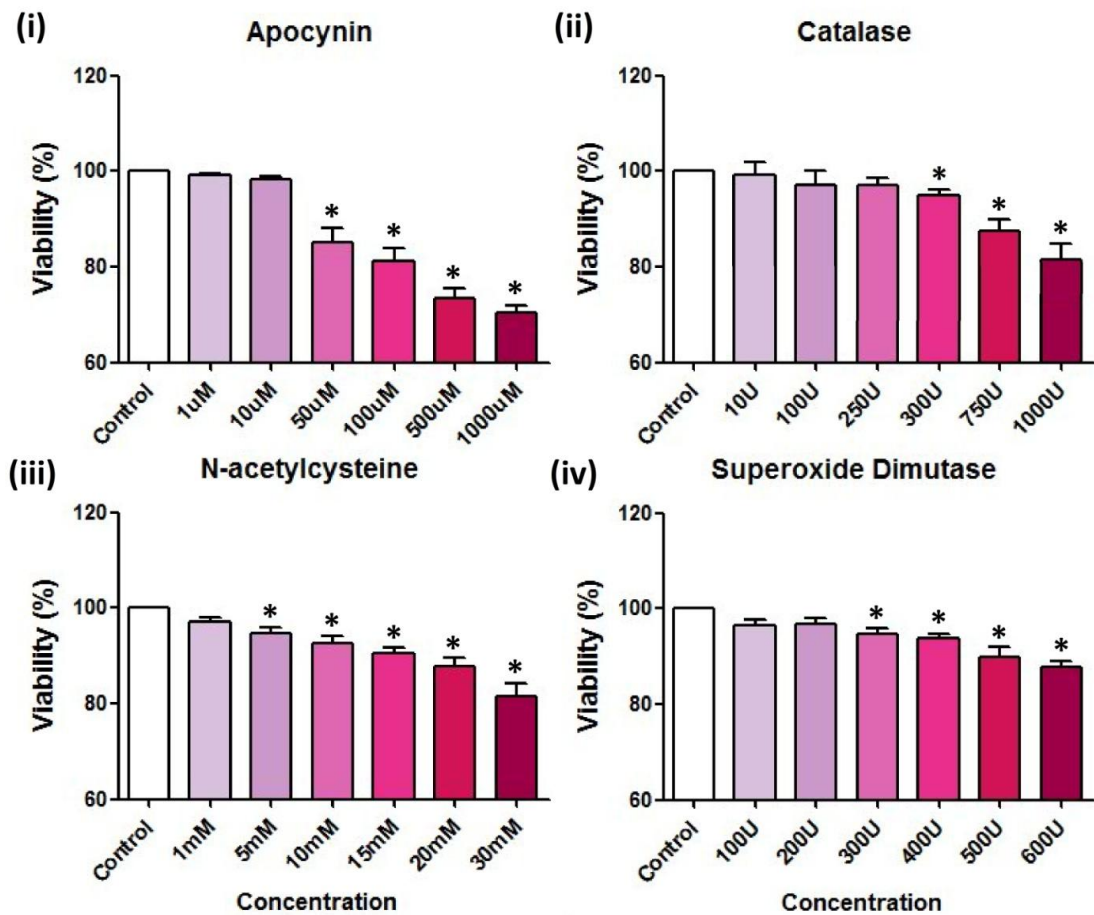 (i)
Apocynin
Viability (%)
120
100
80
60
* * * *
Control 1uM 10uM 50uM 100uM 500uM 1000uM
(ii)
Catalase
Viability (%)
120
100
80
60
* * *
Control 10U 100U 250U 300U 750U 1000U
(iii)
N-acetylcysteine
Viability (%)
120
100
80
60
* * * * *
Control 1mM 5mM 10mM 15mM 20mM 30mM
Concentration
(iv)
Superoxide Dimutase
Viability (%)
120
100
80
60
* * * *
Control 100U 200U 300U 400U 500U 600U
Concentration